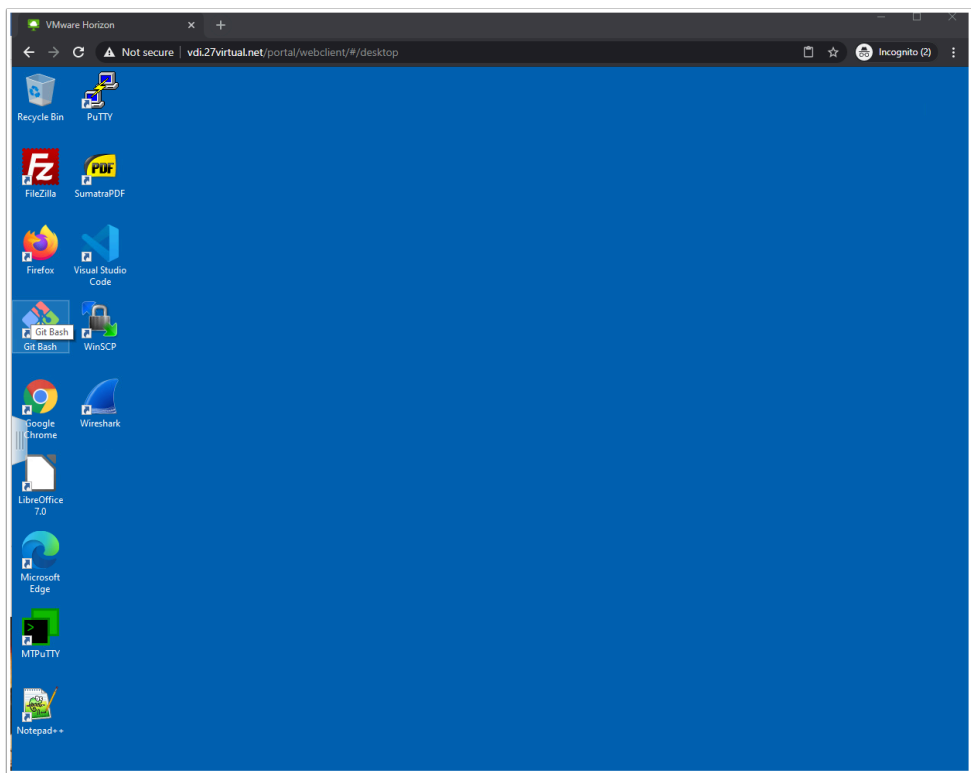 VMware Horizon
Not secure | vdi.27virtual.net/portal/webclient/#/desktop
Incognito (2)
Recycle Bin
PuTTY
FZ
PDF
FileZilla
SumatraPDF
Firefox
Visual Studio
Code
Git Bash
Git Bash
WinSCP
Google
Chrome
Wireshark
LibreOffice
7.0
Microsoft
Edge
MTPuTTY
Notepad++